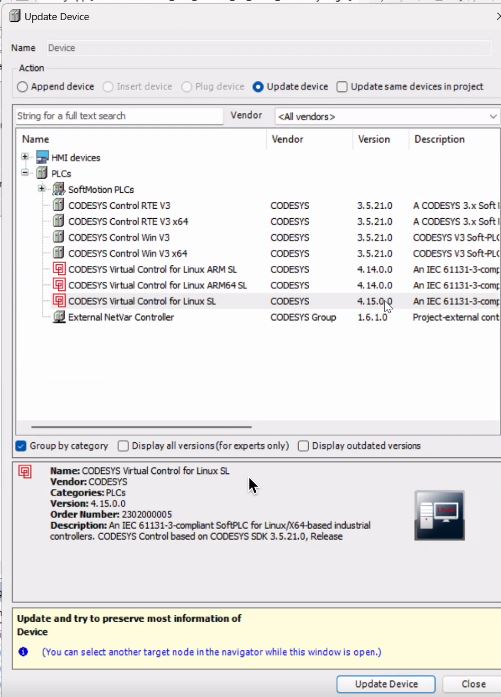 Update Device
Name Device
Action
Append device Insert device Plug device Update device Update same devices in project
String for a full text search Vendor <All vendors>
Name Vendor Version Description
HMI devices
PLCs
SoftMotion PLCs
CODESYS Control RTE V3 CODESYS 3.5.21.0 A CODESYS 3.x Soft
CODESYS Control RTE V3 x64 CODESYS 3.5.21.0 A CODESYS 3.x Soft
CODESYS Control Win V3 CODESYS 3.5.21.0 CODESYS V3 Soft-PLC
CODESYS Control Win V3 x64 CODESYS 3.5.21.0 CODESYS V3 Soft-PLC
CODESYS Virtual Control for Linux ARM SL CODESYS 4.14.0.0 An IEC 61131-3-comp
CODESYS Virtual Control for Linux ARM64 SL CODESYS 4.14.0.0 An IEC 61131-3-comp
CODESYS Virtual Control for Linux SL CODESYS 4.15.0.0 An IEC 61131-3-comp
External NetVar Controller CODESYS Group 1.6.1.0 Project-external cont
Group by category Display all versions (for experts only) Display outdated versions
Name: CODESYS Virtual Control for Linux SL
Vendor: CODESYS
Categories: PLCs
Version: 4.15.0.0
Order Number: 2302000005
Description: An IEC 61131-3-compliant SoftPLC for Linux/X64-based industrial
controllers. CODESYS Control based on CODESYS SDK 3.5.21.0, Release
Update and try to preserve most information of
Device
(You can select another target node in the navigator while this window is open.)
Update Device Close